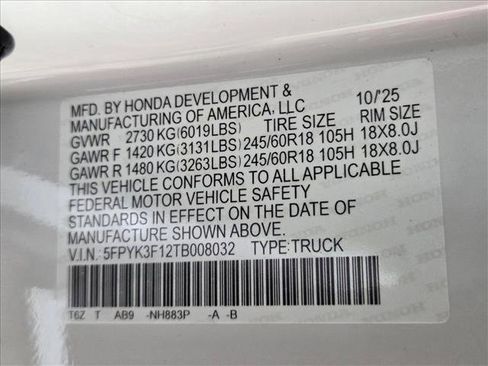 MFD. BY HONDA DEVELOPMENT &
MANUFACTURING OF AMERICA, LLC 10/'25
GVWR 2730 KG(6019LBS) TIRE SIZE RIM SIZE
GAWR F 1420 KG(3131LBS) 245/60R18 105H 18X8.0J
GAWR R 1480 KG(3263LBS) 245/60R18 105H 18X8.0J
THIS VEHICLE CONFORMS TO ALL APPLICABLE
FEDERAL MOTOR VEHICLE SAFETY
STANDARDS IN EFFECT ON THE DATE OF
MANUFACTURE SHOWN ABOVE.
V.I.N.: 5FPYK3F12TB008032 TYPE:TRUCK
T6Z T AB9 -NH883P -A -B